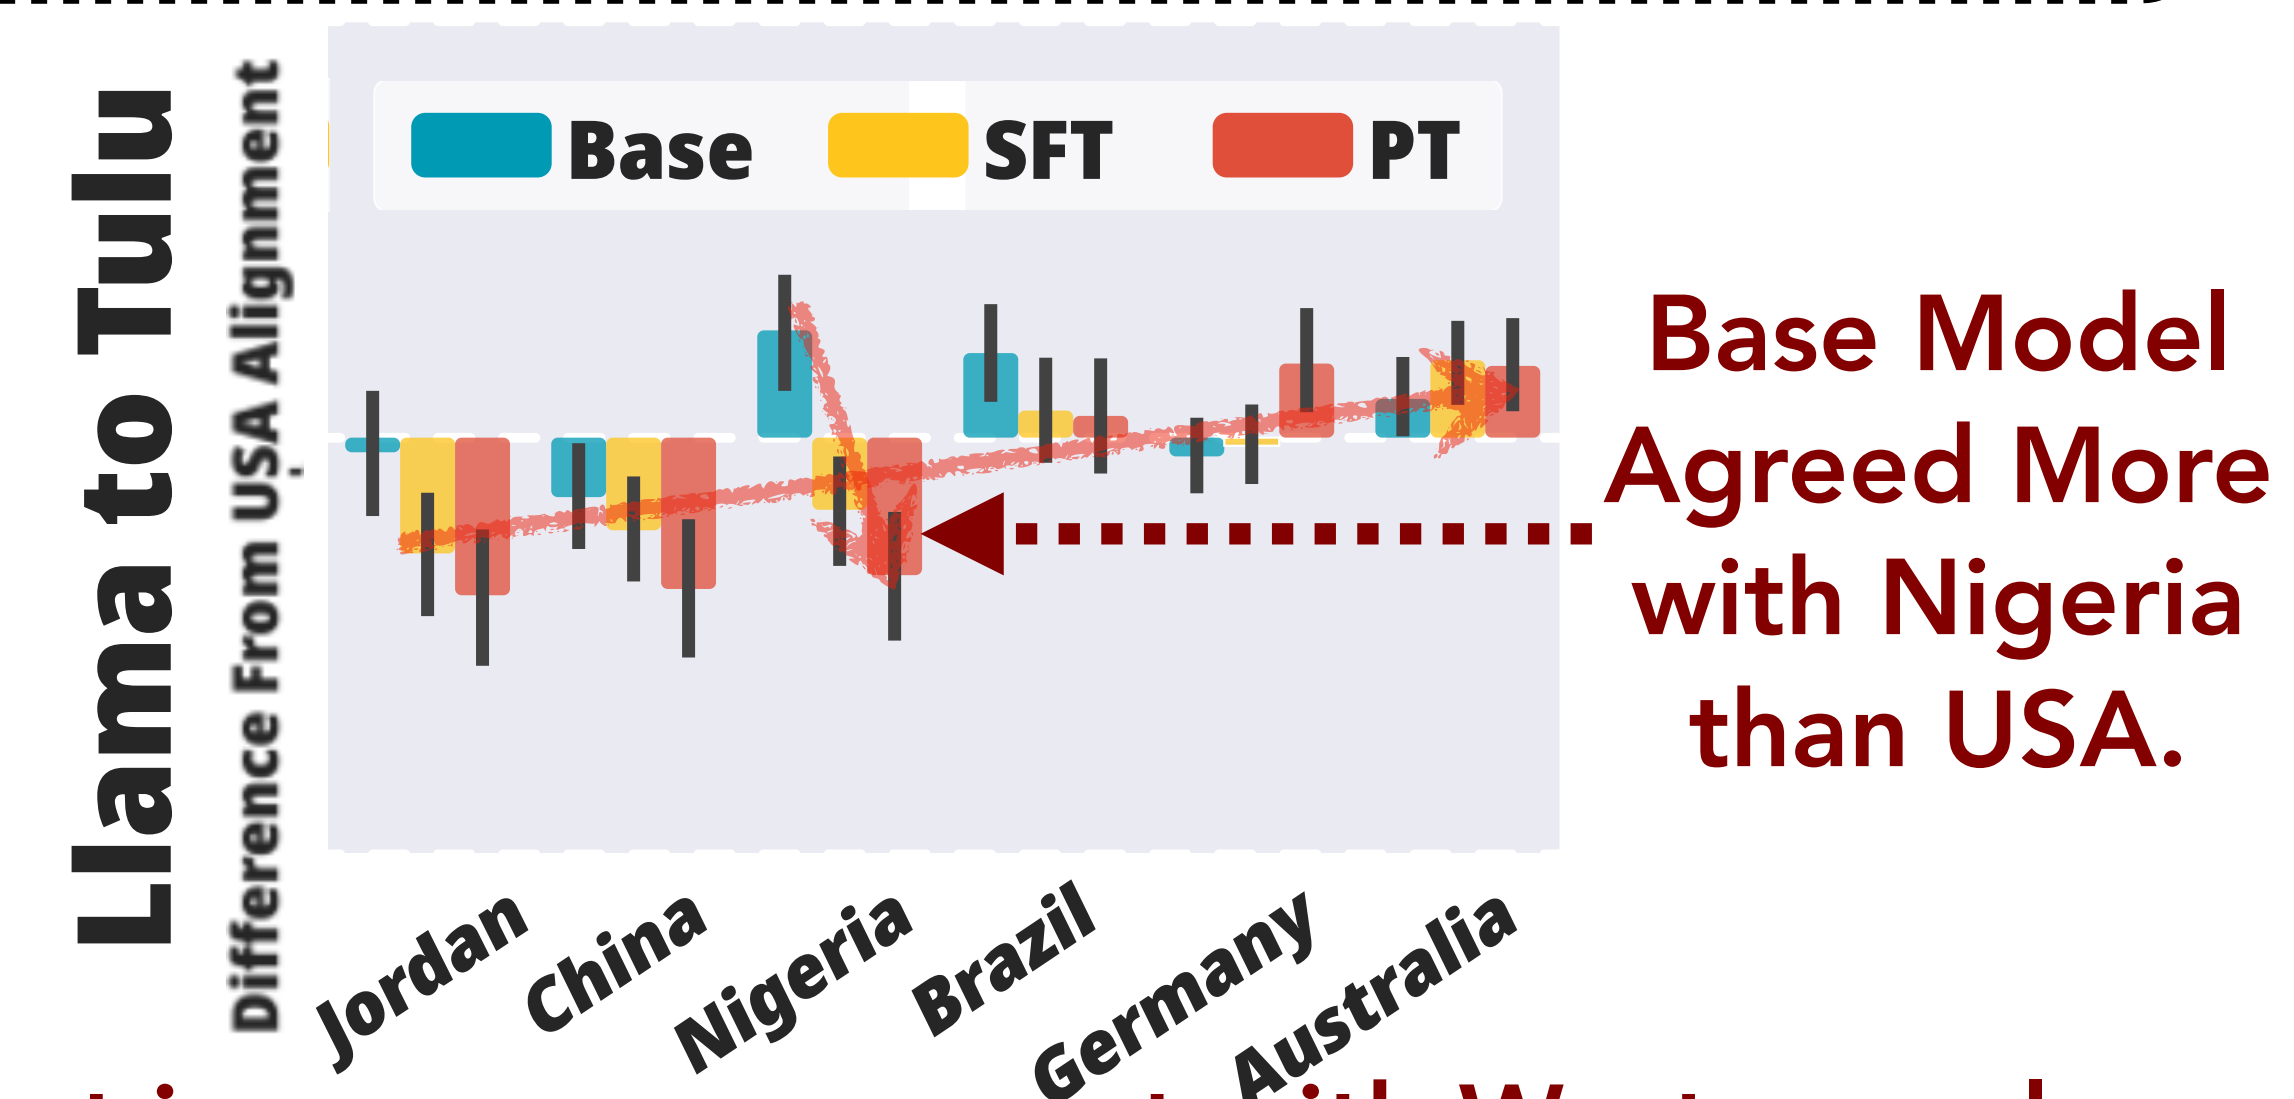 Llama to Tulu
Difference From USA Alignment
Base SFT PT
Base Model
Agreed More
with Nigeria
than USA.
Jordan
China
Nigeria
Brazil
Germany
Australia